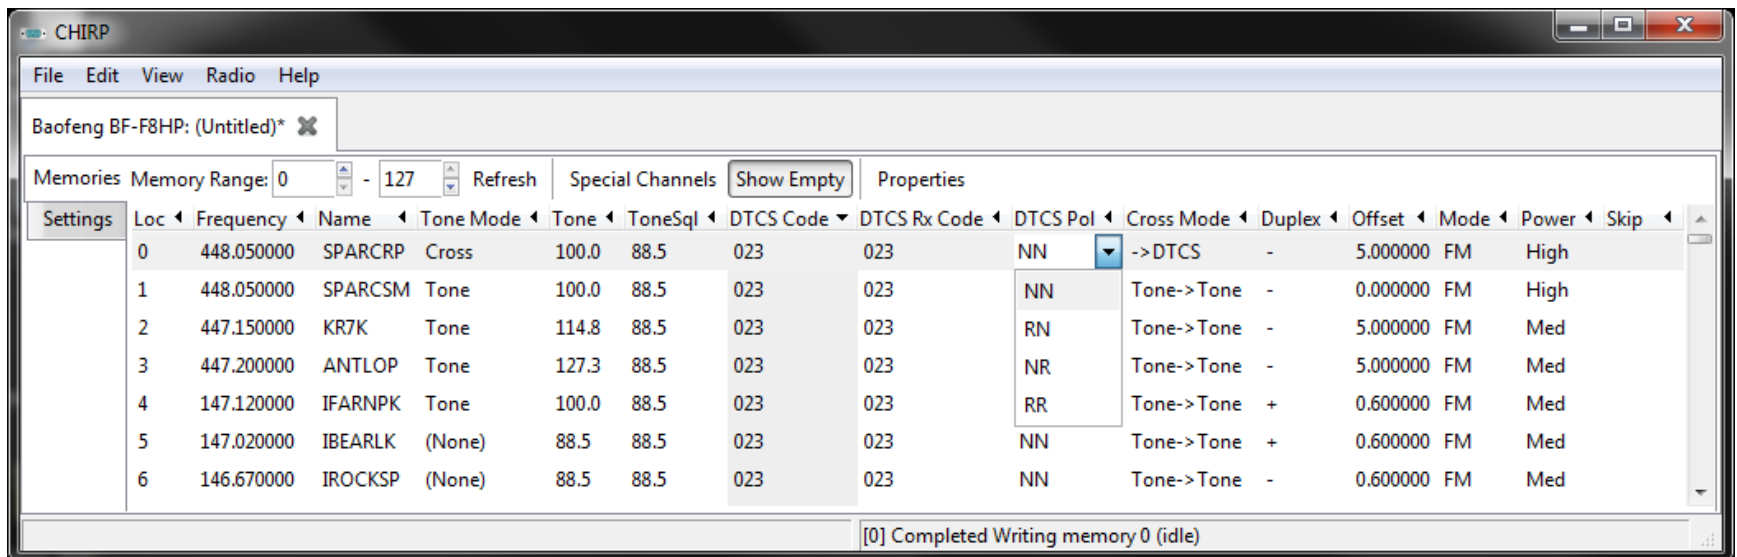 CHIRP
File Edit View Radio Help
Baofeng BF-F8HP: (Untitled)*
Memories Memory Range: 0 - 127 Refresh Special Channels Show Empty Properties
Settings Loc Frequency Name Tone Mode Tone ToneSql DTCS Code DTCS Rx Code DTCS Pol Cross Mode Duplex Offset Mode Power Skip
0 448.050000 SPARCRP Cross 100.0 88.5 023 023 NN ->DTCS - 5.000000 FM High
1 448.050000 SPARCSM Tone 100.0 88.5 023 023 NN Tone->Tone - 0.000000 FM High
2 447.150000 KR7K Tone 114.8 88.5 023 023 RN Tone->Tone - 5.000000 FM Med
3 447.200000 ANTLOP Tone 127.3 88.5 023 023 NR Tone->Tone - 5.000000 FM Med
4 147.120000 IFARNPK Tone 100.0 88.5 023 023 RR Tone->Tone + 0.600000 FM Med
5 147.020000 IBEARLK (None) 88.5 88.5 023 023 NN Tone->Tone + 0.600000 FM Med
6 146.670000 IROCKSP (None) 88.5 88.5 023 023 NN Tone->Tone - 0.600000 FM Med
[0] Completed Writing memory 0 (idle)